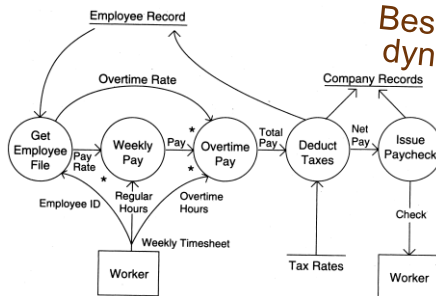 Employee Record
Bes
dyn
Overtime Rate
Company Records
Get
Employee
File
Pay
Rate
*
Weekly
Pay
Pay
*
*
Overtime
Pay
Total
Pay
Deduct
Taxes
Net
Pay
Issue
Paycheck
Employee ID
Regular
Hours
Overtime
Hours
Check
Weekly Timesheet
Worker
Tax Rates
Worker